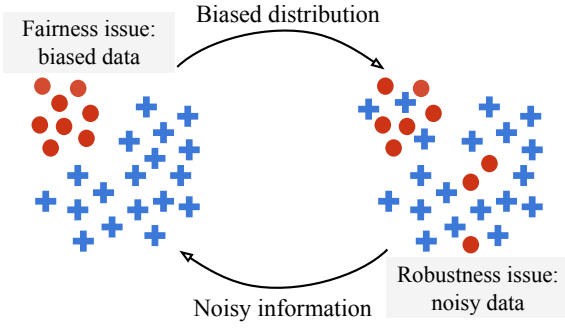 Biased distribution
Fairness issue:
biased data
Robustness issue:
noisy data
Noisy information